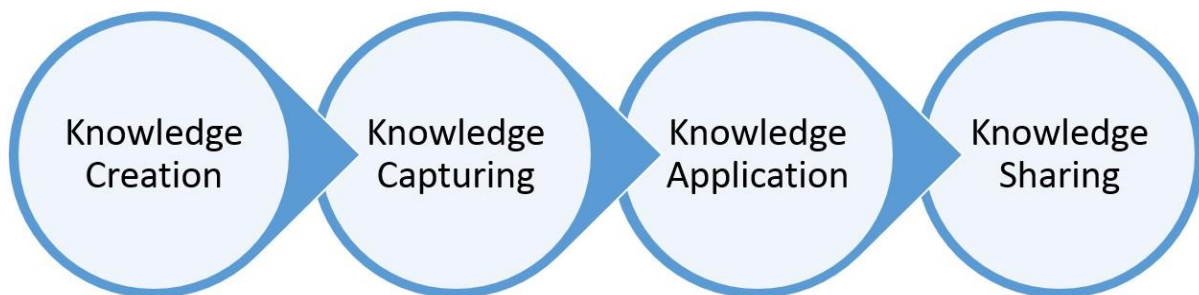 Knowledge
Creation
Knowledge
Capturing
Knowledge
Application
Knowledge
Sharing